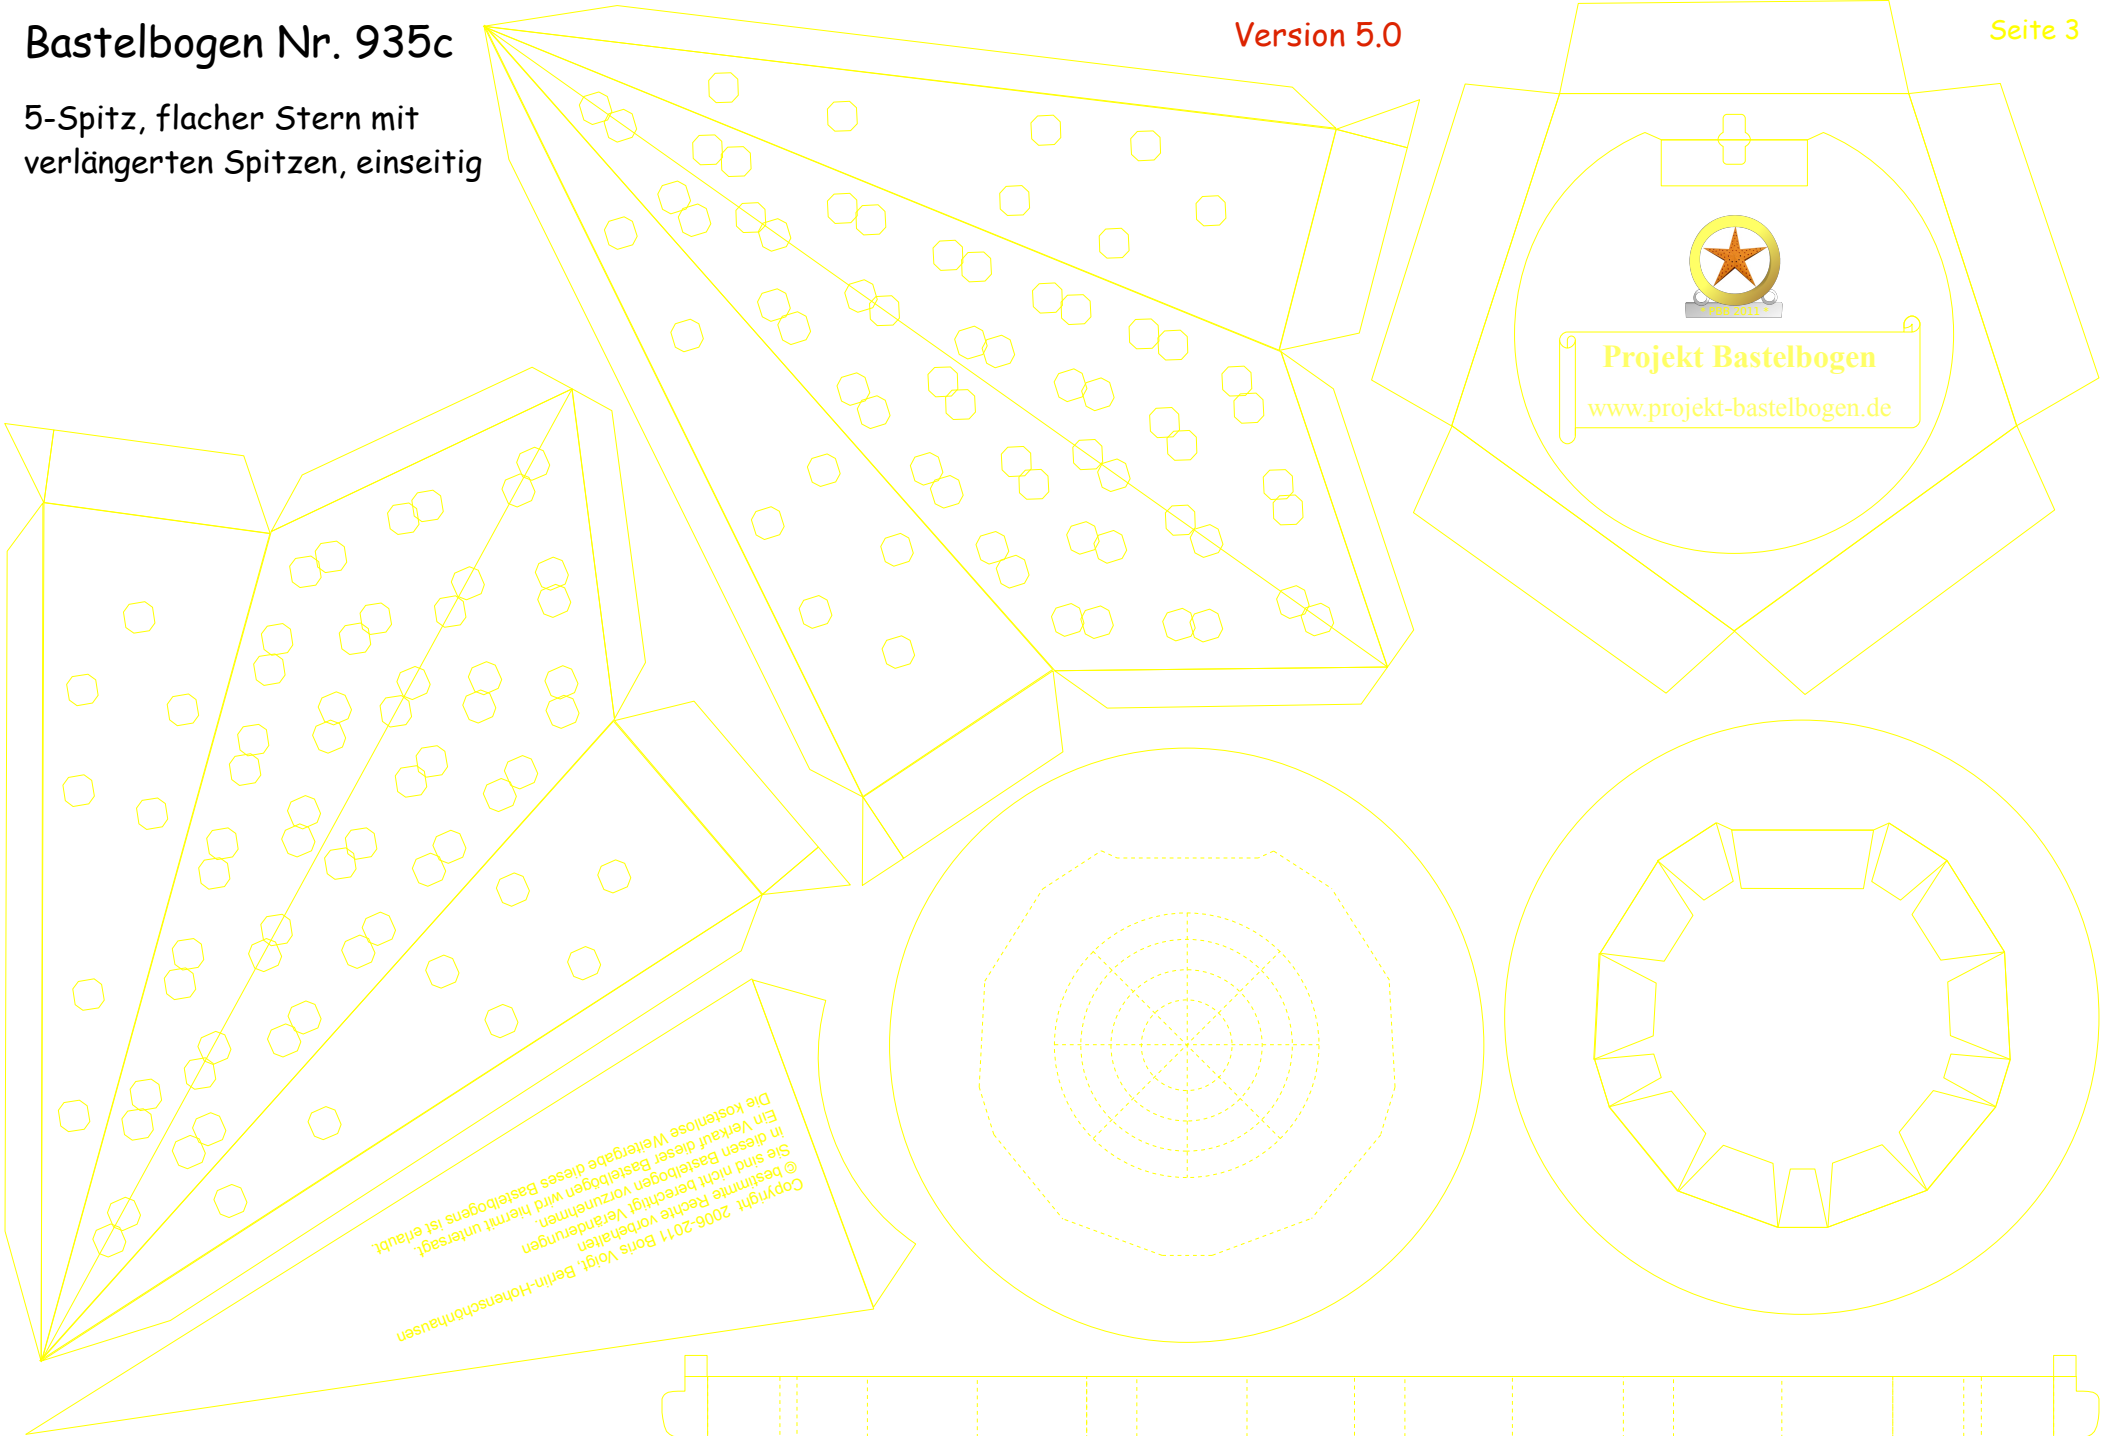 Bastelbogen Nr. 935c
5-Spitz, flacher Stern mit
verlängerten Spitzen, einseitig
Version 5.0
Seite 3
Projekt Bastelbogen
www.projekt-bastelbogen.de
Copyright 2006-2011 Boris Voigt, Berlin-Hohenschönhausen
© bestimmte Rechte vorbehalten
Sie sind nicht berechtigt Veränderungen
in diesen Bastelbogen vorzunehmen.
Ein Verkauf dieser Bastelbögen wird hiermit untersagt.
Die kostenlose Weitergabe dieses Bastelbogens ist erlaubt.